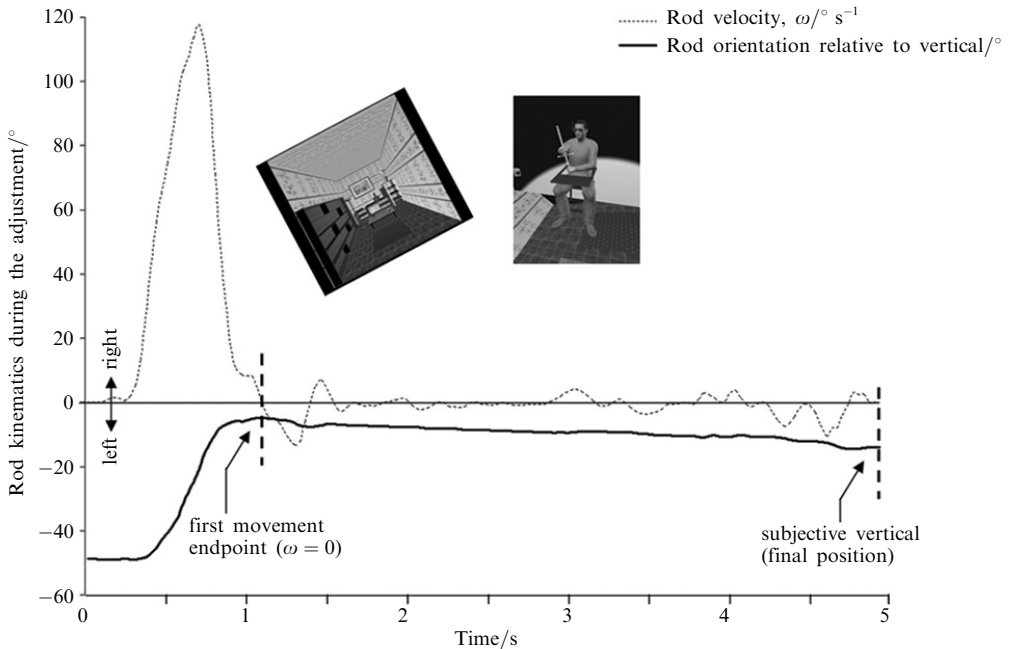 Rod velocity, ω/° s⁻¹
Rod orientation relative to vertical/°
Rod kinematics during the adjustment/°
120
100
80
60
40
20
0
−20
−40
−60
right
left
first movement
endpoint (ω = 0)
subjective vertical
(final position)
0
1
2
3
4
5
Time/s